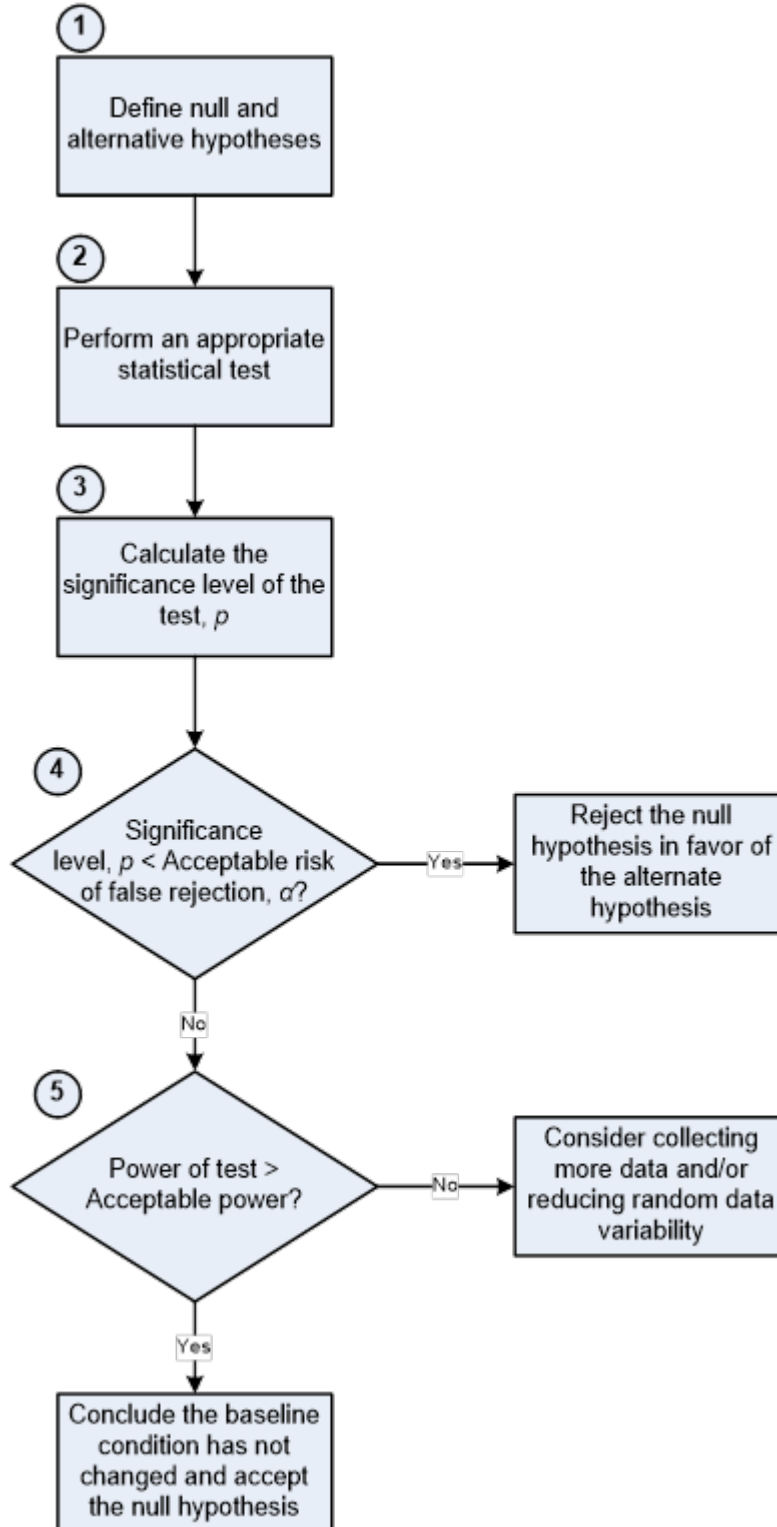 1
Define null and
alternative hypotheses
2
Perform an appropriate
statistical test
3
Calculate the
significance level of the
test, p
4
Significance
level, p < Acceptable risk
of false rejection, α?
Yes
Reject the null
hypothesis in favor of
the alternate
hypothesis
No
5
Power of test >
Acceptable power?
No
Consider collecting
more data and/or
reducing random data
variability
Yes
Conclude the baseline
condition has not
changed and accept
the null hypothesis